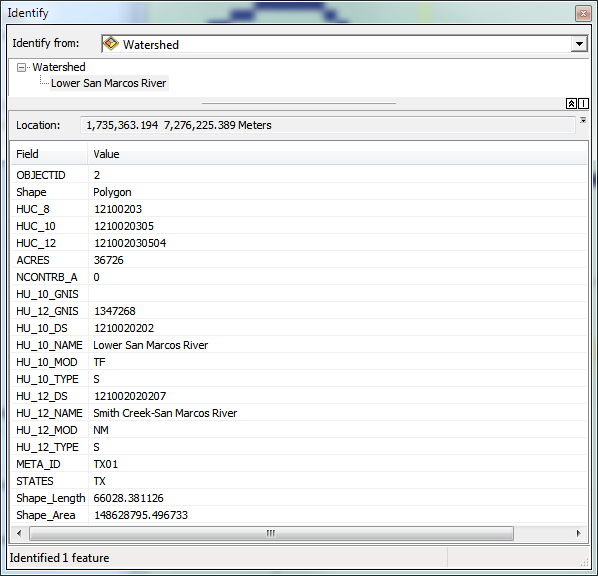 Identify
Identify from: Watershed
Watershed
Lower San Marcos River
Location: 1,735,363.194 7,276,225.389 Meters
Field Value
OBJECTID 2
Shape Polygon
HUC_8 12100203
HUC_10 1210020305
HUC_12 121002030504
ACRES 36726
NCONTRB_A 0
HU_10_GNIS
HU_12_GNIS 1347268
HU_10_DS 1210020202
HU_10_NAME Lower San Marcos River
HU_10_MOD TF
HU_10_TYPE S
HU_12_DS 121002020207
HU_12_NAME Smith Creek-San Marcos River
HU_12_MOD NM
HU_12_TYPE S
META_ID TX01
STATES TX
Shape_Length 66028.381126
Shape_Area 148628795.496733
Identified 1 feature